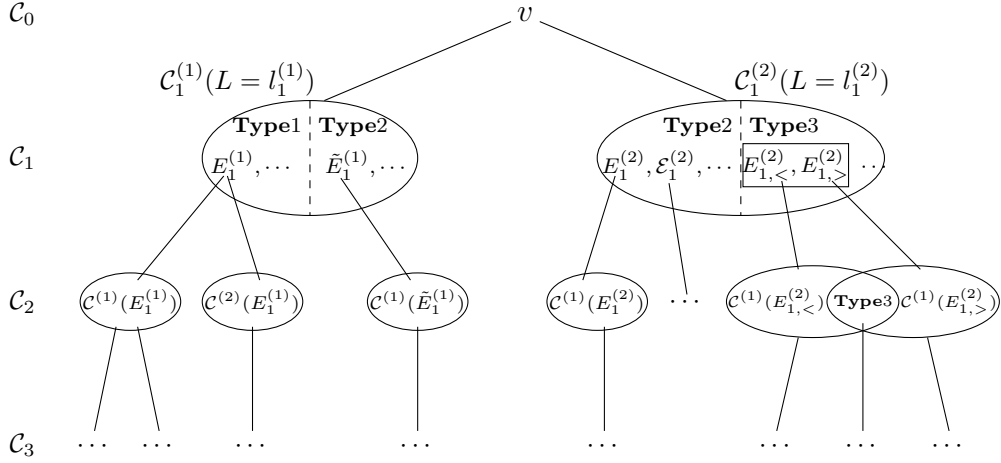 𝒞₀ v
𝒞₁⁽¹⁾(L = l₁⁽¹⁾) 𝒞₁⁽²⁾(L = l₁⁽²⁾)
Type1 Type2 Type2 Type3
𝒞₁ E₁⁽¹⁾, ⋯ Ẽ₁⁽¹⁾, ⋯ E₁⁽²⁾, ℰ₁⁽²⁾, ⋯ E₁,<⁽²⁾, E₁,>⁽²⁾ ⋯
𝒞₂ 𝒞⁽¹⁾(E₁⁽¹⁾) 𝒞⁽²⁾(E₁⁽¹⁾) 𝒞⁽¹⁾(Ẽ₁⁽¹⁾) 𝒞⁽¹⁾(E₁⁽²⁾) ⋯ 𝒞⁽¹⁾(E₁,<⁽²⁾) Type3 𝒞⁽¹⁾(E₁,>⁽²⁾)
𝒞₃ ⋯ ⋯ ⋯ ⋯ ⋯ ⋯ ⋯ ⋯